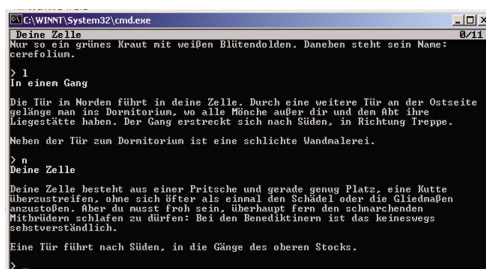 C:\WINNT\System32\cmd.exe
Deine Zelle 0/11
Nur so ein grünes Kraut mit weißen Blütendolden. Daneben steht sein Name:
cerefolium.
> l
In einem Gang
Die Tür im Norden führt in deine Zelle. Durch eine weitere Tür an der Ostseite
gelänge man ins Dormitorium, wo alle Mönche außer dir und dem Abt ihre
Liegestätte haben. Der Gang erstreckt sich nach Süden, in Richtung Treppe.
Neben der Tür zum Dormitorium ist eine schlichte Wandmalerei.
> n
Deine Zelle
Deine Zelle besteht aus einer Pritsche und gerade genug Platz, eine Kutte
überzustreifen, ohne sich öfter als einmal den Schädel oder die Gliedmaßen
anzustoßen. Aber du musst froh sein, überhaupt fern den schnarchenden
Mitbrüdern schlafen zu dürfen: Bei den Benediktinern ist das keineswegs
sebstverständlich.
Eine Tür führt nach Süden, in die Gänge des oberen Stocks.
>